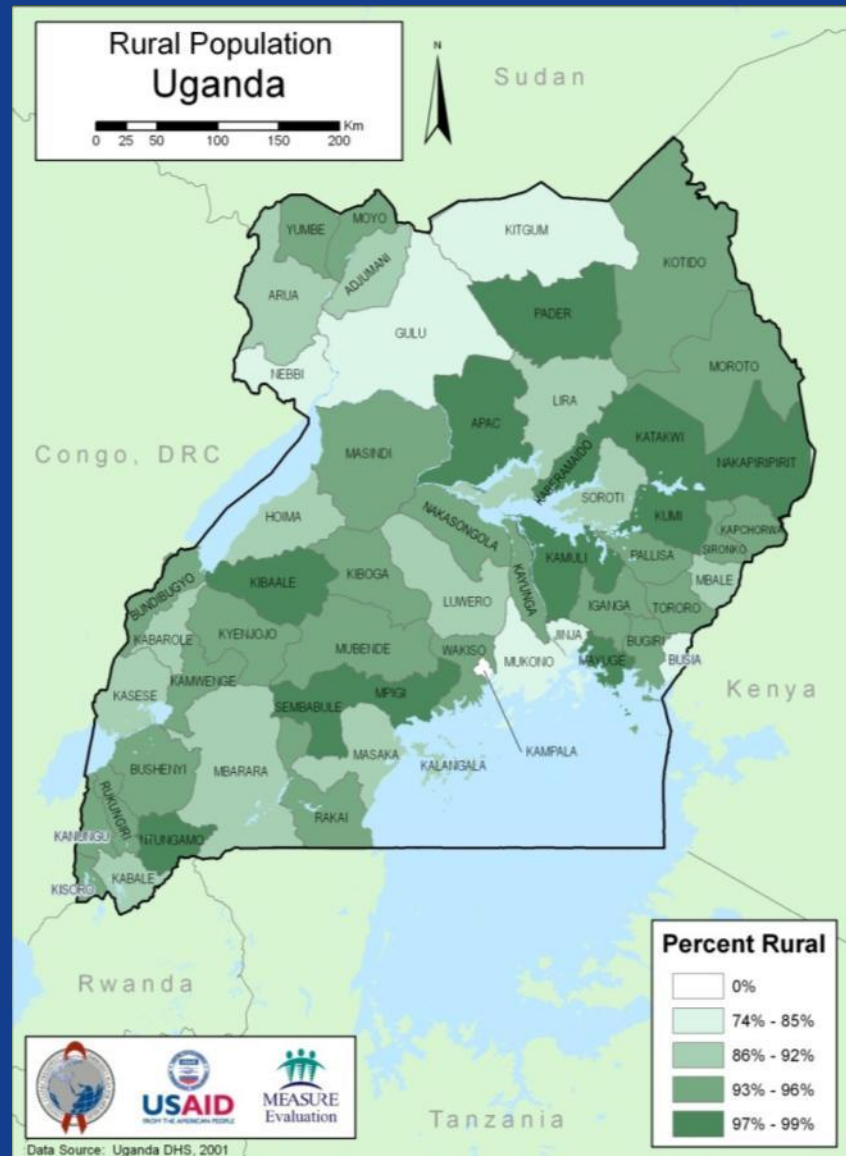 Rural Population
Uganda
Km
0 25 50 100 150 200
N
Sudan
YUMBE
MOYO
KITGUM
KOTIDO
ARUA
ADJUMANI
PADER
GULU
NEBBI
MOROTO
LIRA
APAC
KATAKWI
Congo, DRC
MASINDI
KABERAMAIDO
NAKAPIRIPIRIT
SOROTI
HOIMA
NAKASONGOLA
KUMI
KAPCHORWA
KAMULI
PALLISA
SIRONKO
KIBAALE
KIBOGA
KAYUNGA
MBALE
BUNDIBUGYO
LUWERO
IGANGA
TORORO
KABAROLE
KYENJOJO
MUBENDE
WAKISO
JINJA
BUGIRI
MUKONO
MAYUGE
BUSIA
KAMWENGE
KASESE
MPIGI
SEMBABULE
Kenya
MASAKA
KAMPALA
KALANGALA
BUSHENYI
MBARARA
RUKUNGIRI
RAKAI
KANUNGU
NTUNGAMO
KABALE
KISORO
Percent Rural
0%
74% - 85%
86% - 92%
93% - 96%
97% - 99%
Rwanda
USAID
FROM THE AMERICAN PEOPLE
MEASURE
Evaluation
Tanzania
Data Source: Uganda DHS, 2001